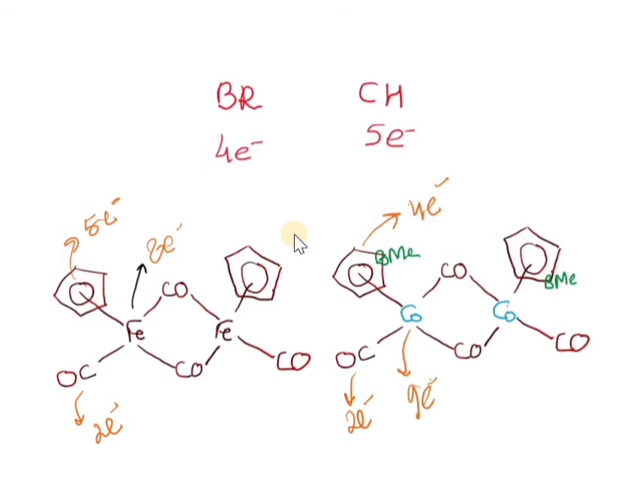 BR CH
4e⁻ 5e⁻
5e⁻ 8e⁻ 4e⁻
BMe BMe
CO CO
Fe Fe Co Co
OC CO CO OC CO CO
2e⁻ 2e⁻ 9e⁻